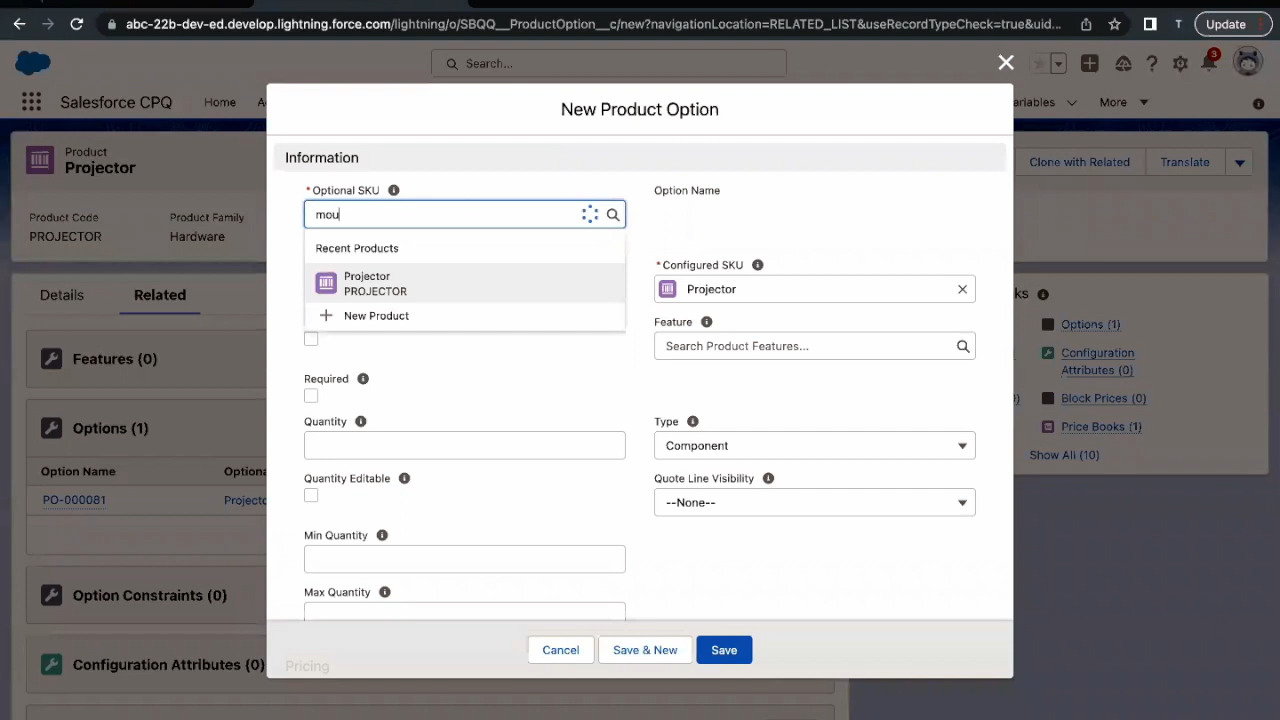 abc-22b-dev-ed.develop.lightning.force.com/lightning/o/SBQQ__ProductOption__c/new?navigationLocation=RELATED_LIST&useRecordTypeCheck=true&uid...
T
Update
Search...
3
Salesforce CPQ
Home
ariables
More
New Product Option
Product
Projector
Clone with Related
Translate
Product Code
Product Family
PROJECTOR
Hardware
Information
* Optional SKU
Option Name
mou
Recent Products
Projector
PROJECTOR
New Product
* Configured SKU
Projector
Feature
Search Product Features...
Details
Related
Features (0)
Options (1)
Option Name
Optiona
PO-000081
Projecto
Option Constraints (0)
Configuration Attributes (0)
Required
Quantity
Type
Component
Quantity Editable
Quote Line Visibility
--None--
Min Quantity
Max Quantity
Pricing
Cancel
Save & New
Save
ks
Options (1)
Configuration
Attributes (0)
Block Prices (0)
Price Books (1)
Show All (10)